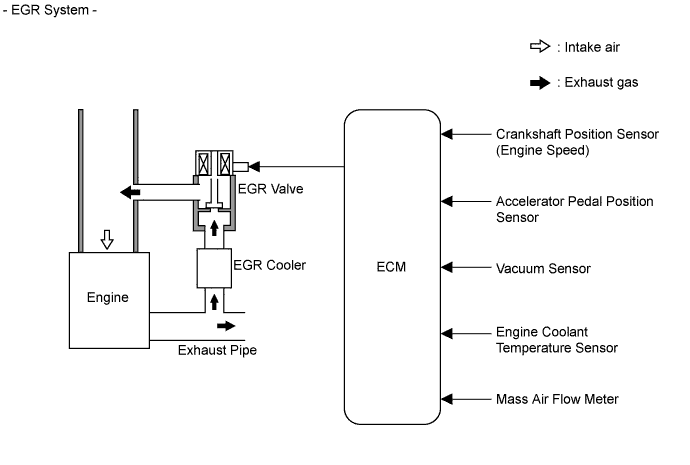 - EGR System -
: Intake air
: Exhaust gas
Crankshaft Position Sensor
(Engine Speed)
EGR Valve
Accelerator Pedal Position
Sensor
EGR Cooler
ECM
Vacuum Sensor
Engine
Exhaust Pipe
Engine Coolant
Temperature Sensor
Mass Air Flow Meter